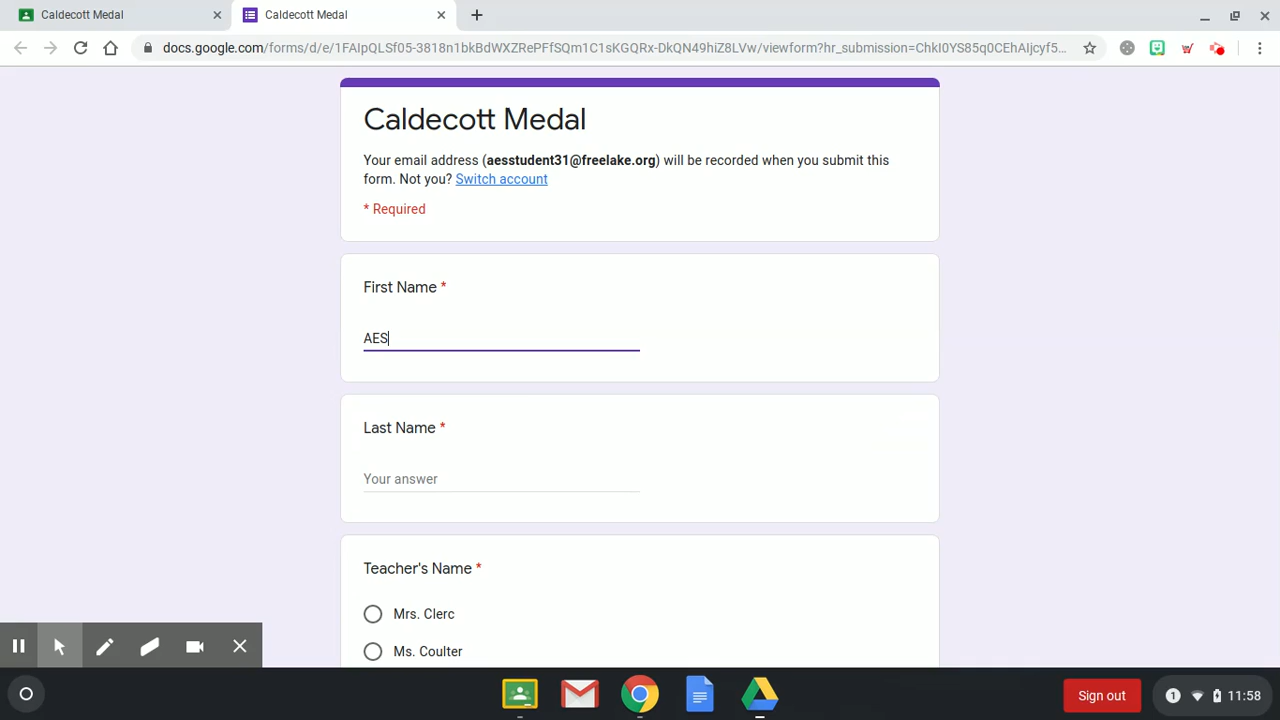 Caldecott Medal
Caldecott Medal
docs.google.com/forms/d/e/1FAIpQLSf05-3818n1bkBdWXZRePFfSQm1C1sKGQRx-DkQN49hiZ8LVw/viewform?hr_submission=ChkI0YS85q0CEhAIjcyf5...
Caldecott Medal
Your email address (aesstudent31@freelake.org) will be recorded when you submit this
form. Not you? Switch account
* Required
First Name *
AES
Last Name *
Your answer
Teacher's Name *
Mrs. Clerc
Ms. Coulter
Sign out
1
11:58